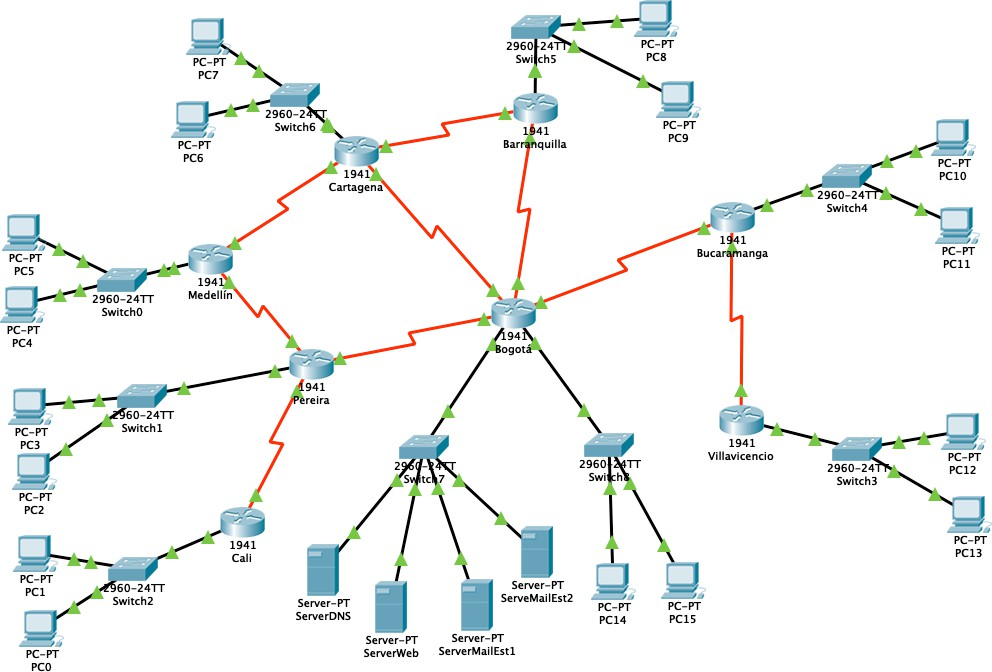 PC-PT
PC7
PC-PT
PC6
2960-24TT
Switch6
1941
Cartagena
2960-24TT
Switch5
PC-PT
PC8
PC-PT
PC9
1941
Barranquilla
PC-PT
PC10
2960-24TT
Switch4
PC-PT
PC11
1941
Bucaramanga
PC-PT
PC5
PC-PT
PC4
2960-24TT
Switch0
1941
Medellín
1941
Bogotá
1941
Pereira
PC-PT
PC3
2960-24TT
Switch1
PC-PT
PC2
1941
Villavicencio
2960-24TT
Switch3
PC-PT
PC12
PC-PT
PC13
2960-24TT
Switch7
2960-24TT
Switch8
1941
Cali
PC-PT
PC1
2960-24TT
Switch2
PC-PT
PC0
Server-PT
ServerDNS
Server-PT
ServerWeb
Server-PT
ServerMailEst1
Server-PT
ServeMailEst2
PC-PT
PC14
PC-PT
PC15